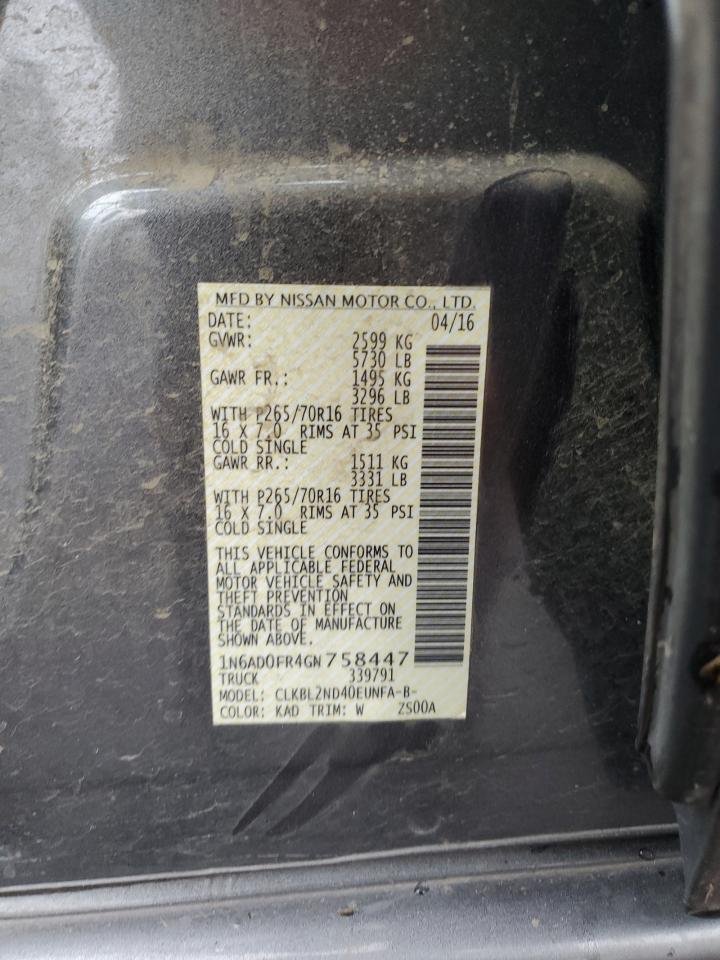 MFD BY NISSAN MOTOR CO., LTD.
DATE: 04/16
GVWR: 2599 KG
5730 LB
GAWR FR.: 1495 KG
3296 LB
WITH P265/70R16 TIRES
16 X 7.0 RIMS AT 35 PSI
COLD SINGLE
GAWR RR.: 1511 KG
3331 LB
WITH P265/70R16 TIRES
16 X 7.0 RIMS AT 35 PSI
COLD SINGLE
THIS VEHICLE CONFORMS TO
ALL APPLICABLE FEDERAL
MOTOR VEHICLE SAFETY AND
THEFT PREVENTION
STANDARDS IN EFFECT ON
THE DATE OF MANUFACTURE
SHOWN ABOVE.
1N6AD0FR4GN758447
TRUCK 339791
MODEL: CLKBL2ND40EUNFA-B-
COLOR: KAD TRIM: W ZS00A